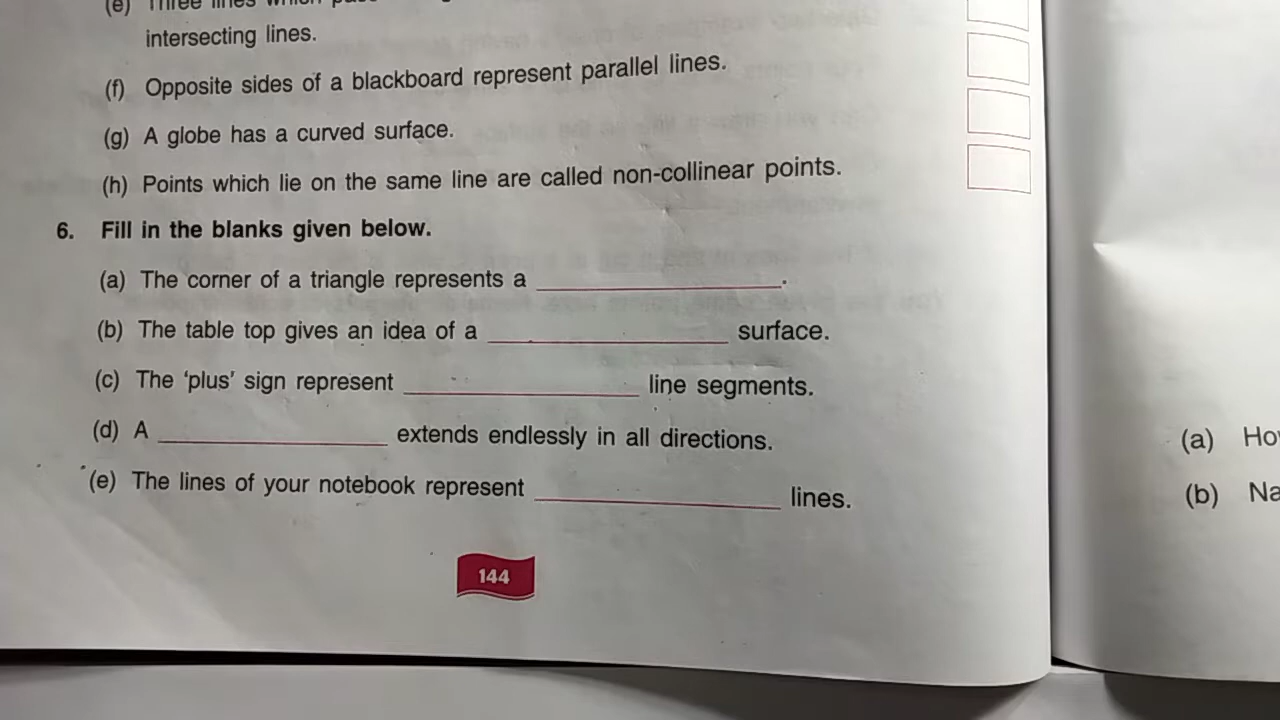 (e) Three lines which
intersecting lines.
(f) Opposite sides of a blackboard represent parallel lines.
(g) A globe has a curved surface.
(h) Points which lie on the same line are called non-collinear points.
6. Fill in the blanks given below.
(a) The corner of a triangle represents a ____________.
(b) The table top gives an idea of a ____________ surface.
(c) The ‘plus’ sign represent ____________ line segments.
(d) A ____________ extends endlessly in all directions.
(e) The lines of your notebook represent ____________ lines.
144
(a)
(b)